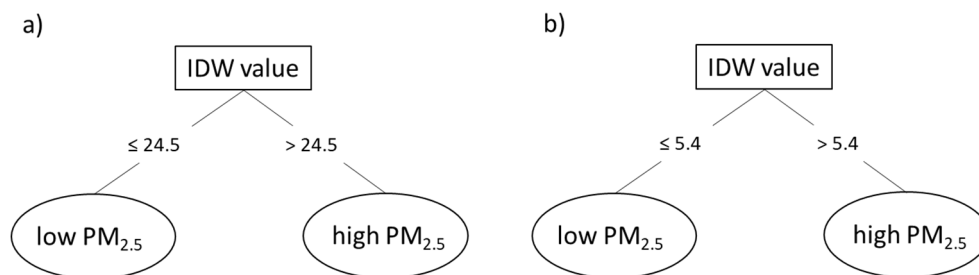 a)
IDW value
≤ 24.5
> 24.5
low PM2.5
high PM2.5
b)
IDW value
≤ 5.4
> 5.4
low PM2.5
high PM2.5